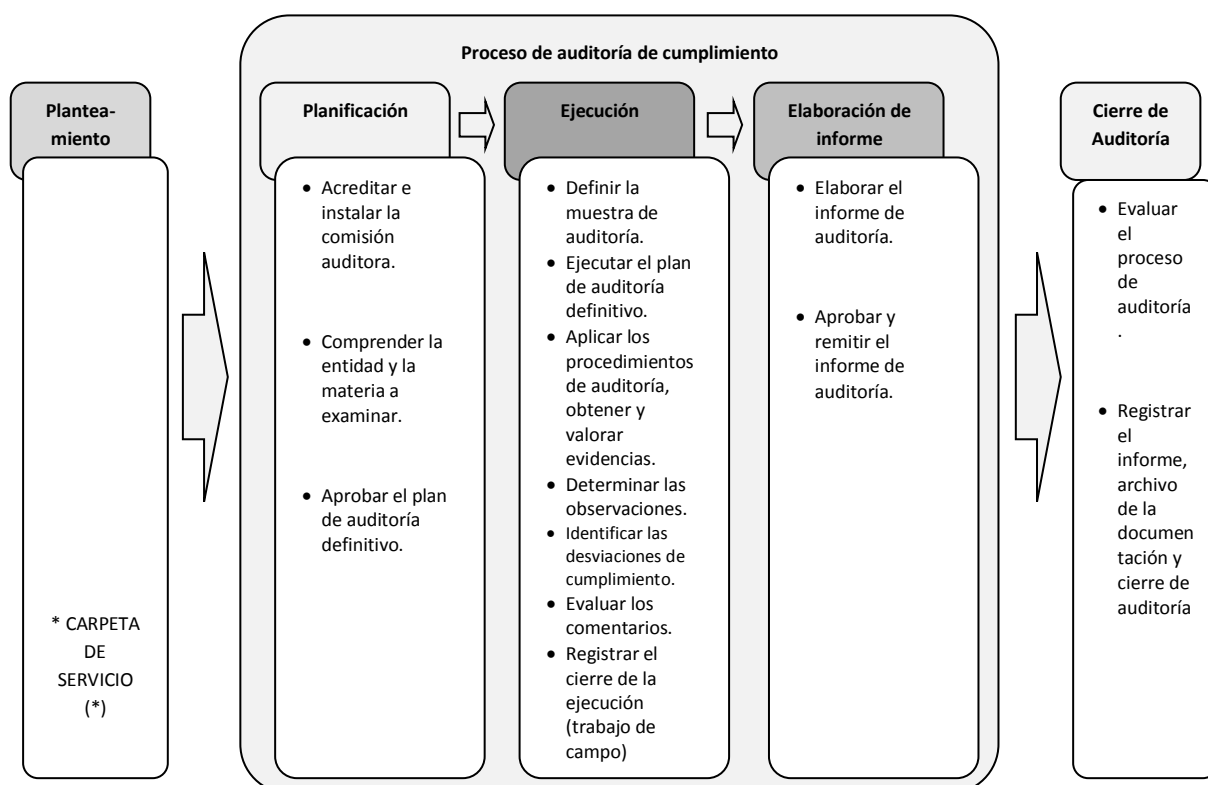 Proceso de auditoría de cumplimiento
Plantea-
miento
* CARPETA
DE
SERVICIO
(*)
Planificación
• Acreditar e
instalar la
comisión
auditora.
• Comprender la
entidad y la
materia a
examinar.
• Aprobar el plan
de auditoría
definitivo.
Ejecución
• Definir la
muestra de
auditoría.
• Ejecutar el plan
de auditoría
definitivo.
• Aplicar los
procedimientos
de auditoría,
obtener y
valorar
evidencias.
• Determinar las
observaciones.
• Identificar las
desviaciones de
cumplimiento.
• Evaluar los
comentarios.
• Registrar el
cierre de la
ejecución
(trabajo de
campo)
Elaboración de
informe
• Elaborar el
informe de
auditoría.
• Aprobar y
remitir el
informe de
auditoría.
Cierre de
Auditoría
• Evaluar
el
proceso
de
auditoría
.
• Registrar
el
informe,
archivo
de la
documen
tación y
cierre de
auditoría